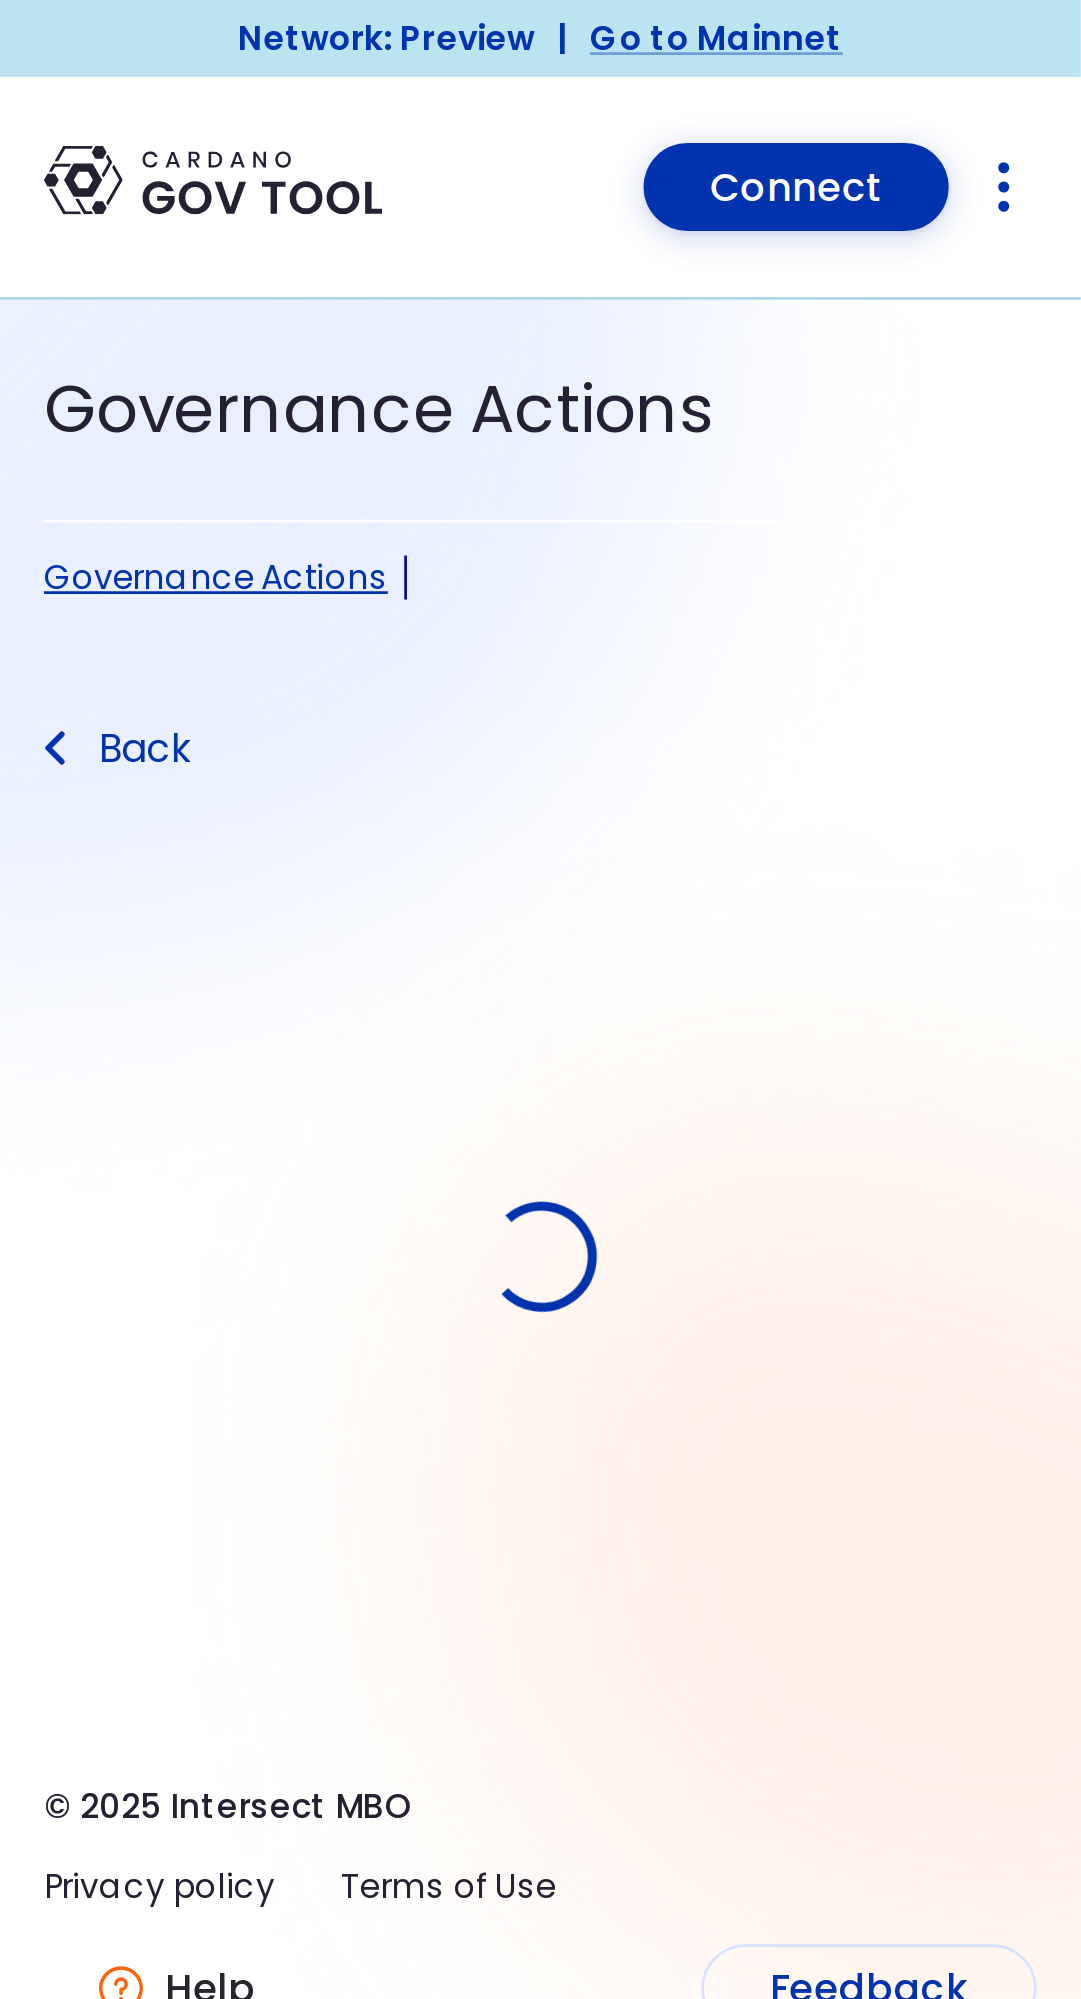 Network: Preview | Go to Mainnet
CARDANO
GOV TOOL
Connect
Governance Actions
Governance Actions |
Back
© 2025 Intersect MBO
Privacy policy Terms of Use
Help Feedback